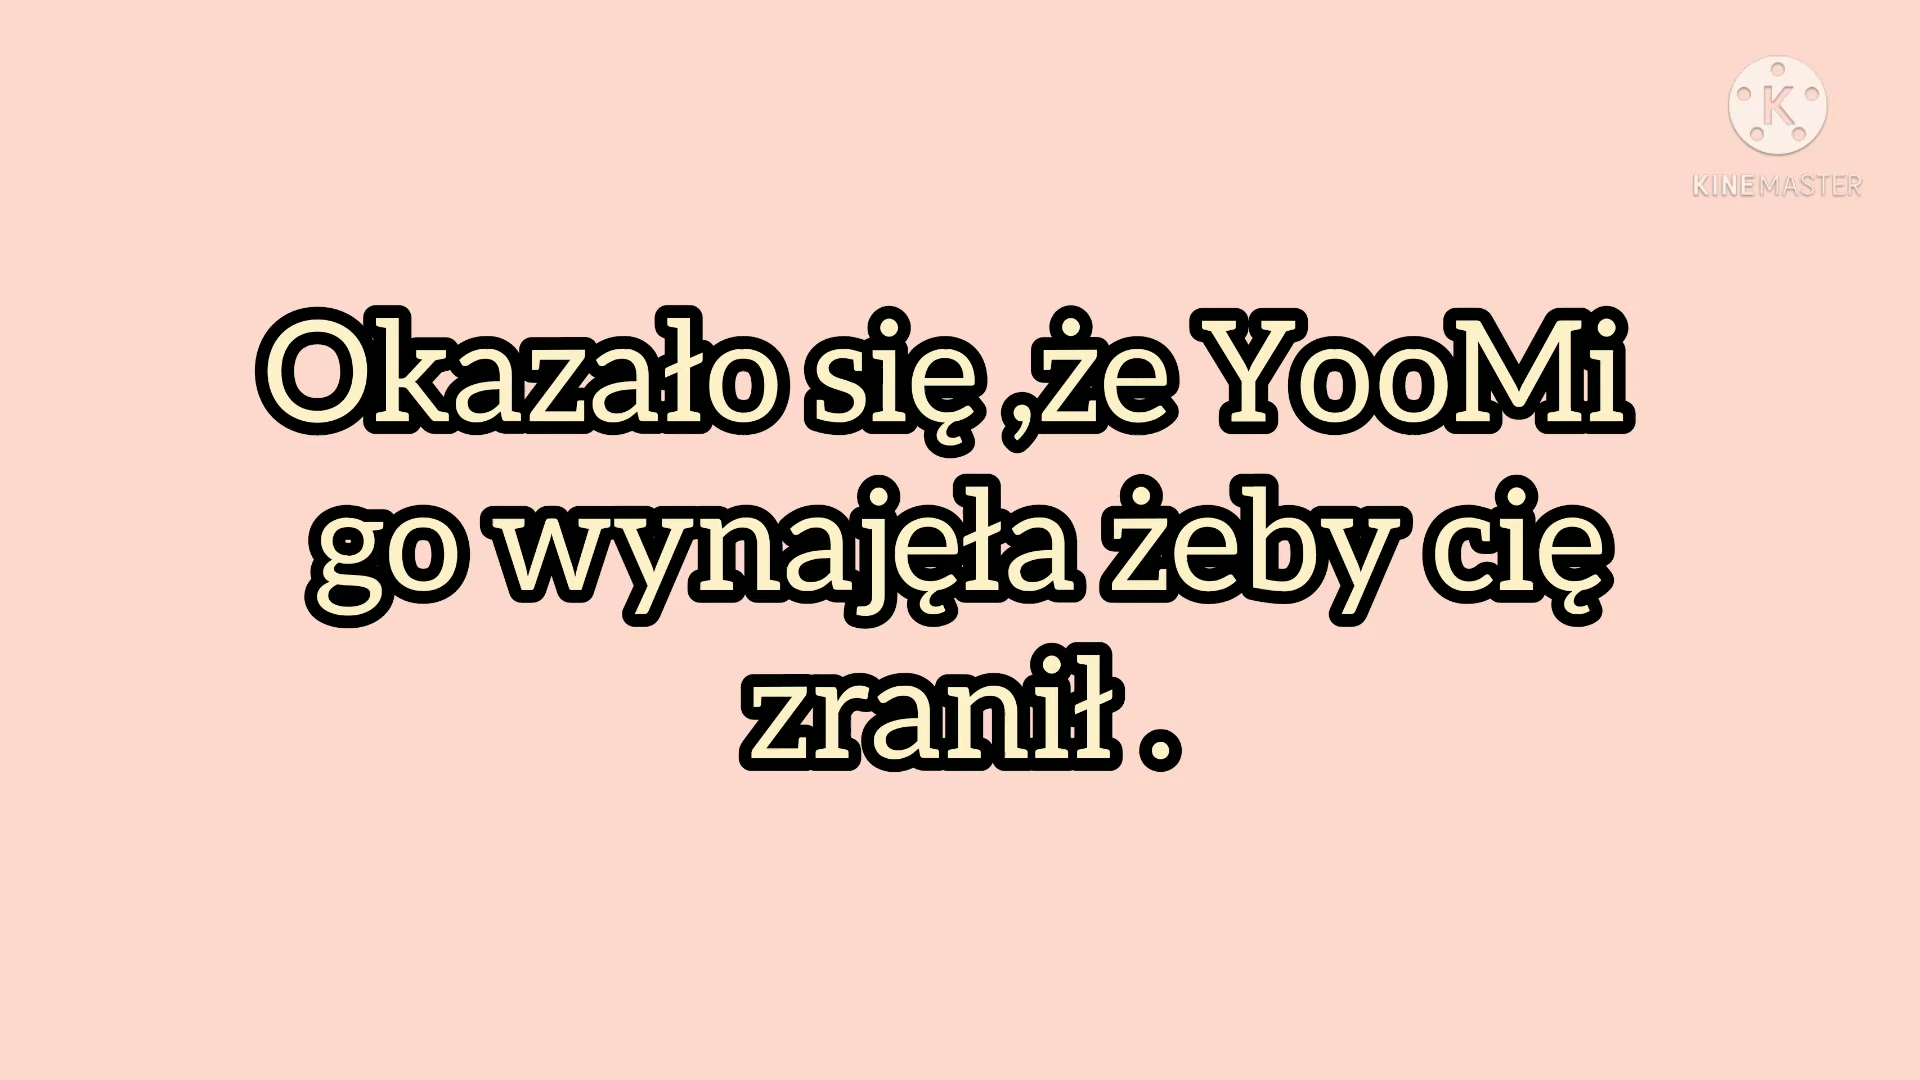 K
KINEMASTER
Okazało się ,że YooMi
go wynajęła żeby cię
zranił .